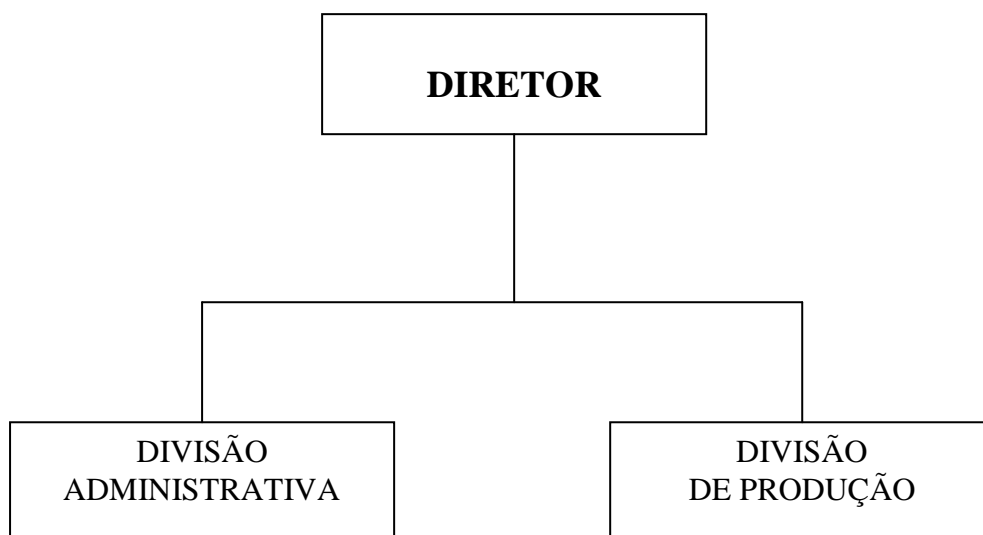 DIRETOR
DIVISÃO
ADMINISTRATIVA
DIVISÃO
DE PRODUÇÃO